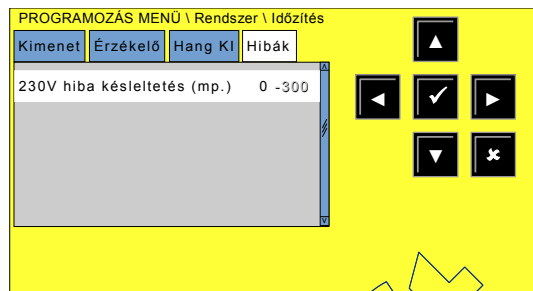 PROGRAMOZÁS MENÜ \ Rendszer \ Időzítés
Kimenet Érzékelő Hang KI Hibák
230V hiba késleltetés (mp.) 0 -300